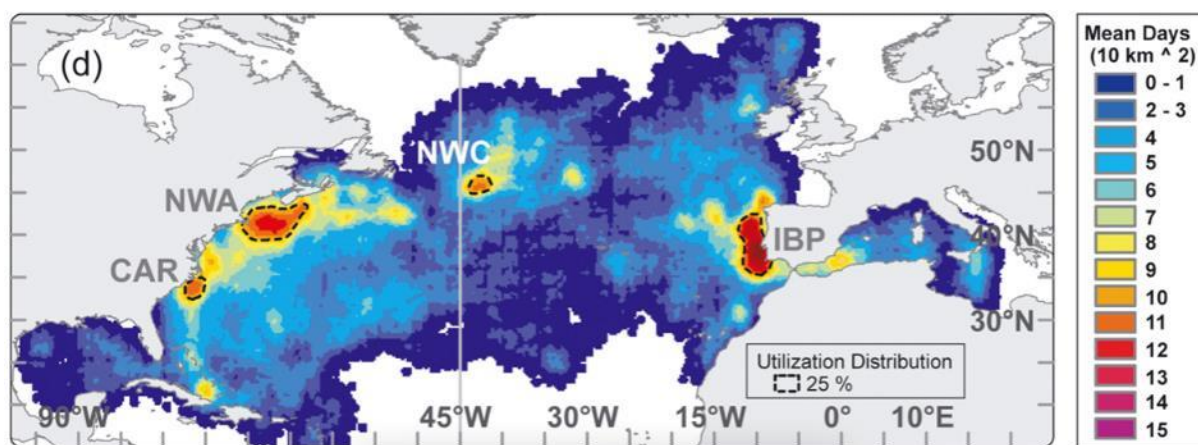 (d)
NWC
NWA
CAR
IBP
50°N
40°N
30°N
90°W
45°W
30°W
15°W
0°
10°E
Utilization Distribution
25 %
Mean Days
(10 km ^ 2)
0 - 1
2 - 3
4
5
6
7
8
9
10
11
12
13
14
15